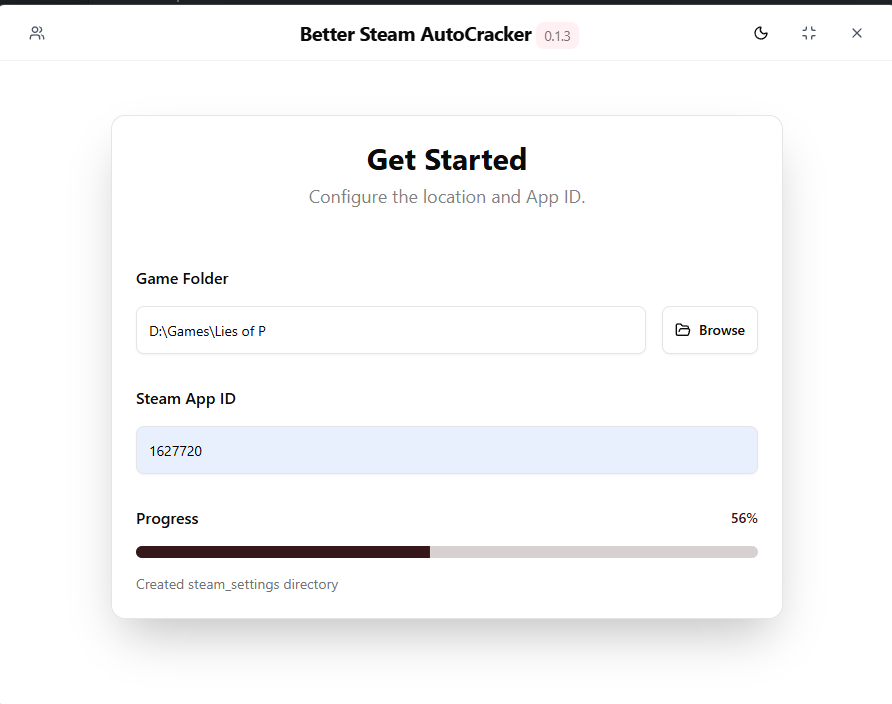 Better Steam AutoCracker 0.1.3
Get Started
Configure the location and App ID.
Game Folder
D:\Games\Lies of P
Browse
Steam App ID
1627720
Progress 56%
Created steam_settings directory